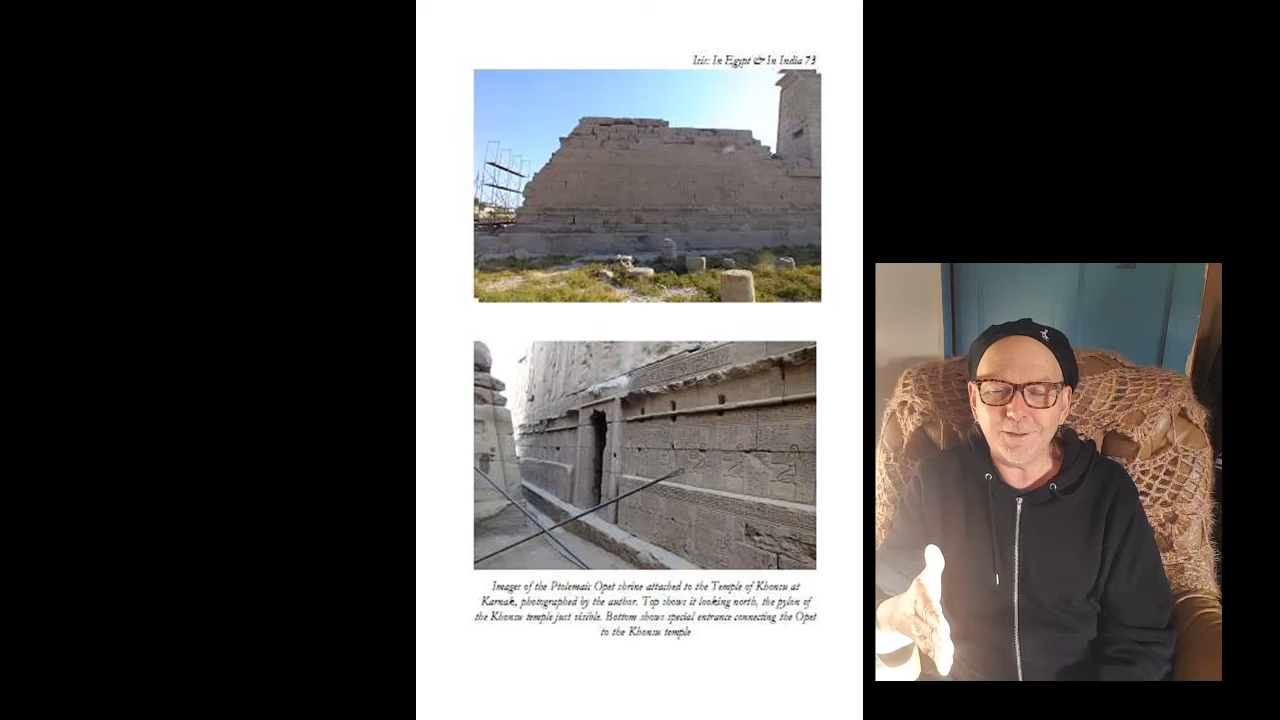 Isis: In Egypt & In India 73
Images of the Ptolemaic Opet shrine attached to the Temple of Khonsu at
Karnak, photographed by the author. Top shows it looking north, the pylon of
the Khonsu temple just visible. Bottom shows special entrance connecting the Opet
to the Khonsu temple